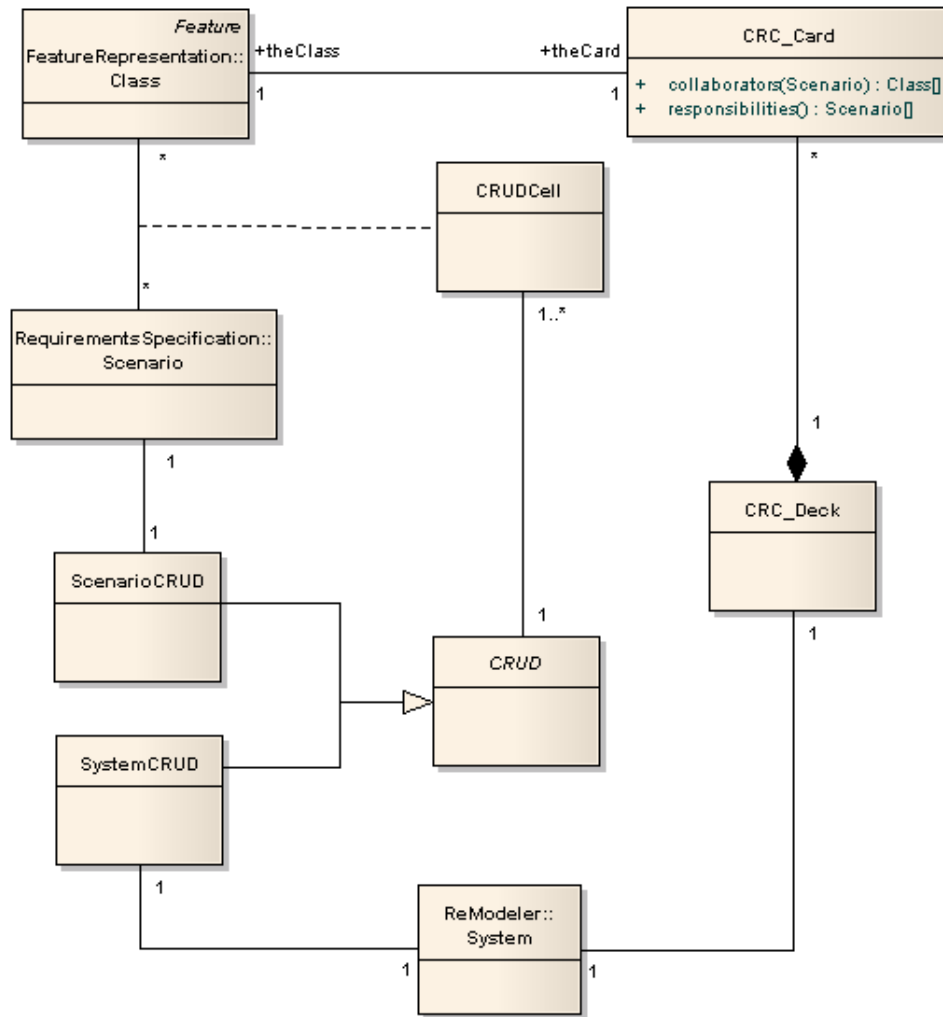 Feature
FeatureRepresentation::
Class
+theClass
+theCard
1
1
CRC_Card
+ collaborators(Scenario) : Class[]
+ responsibilities() : Scenario[]
*
*
CRUDCell
*
1..*
RequirementsSpecification::
Scenario
1
1
1
CRC_Deck
ScenarioCRUD
1
1
CRUD
SystemCRUD
1
ReModeler::
System
1
1